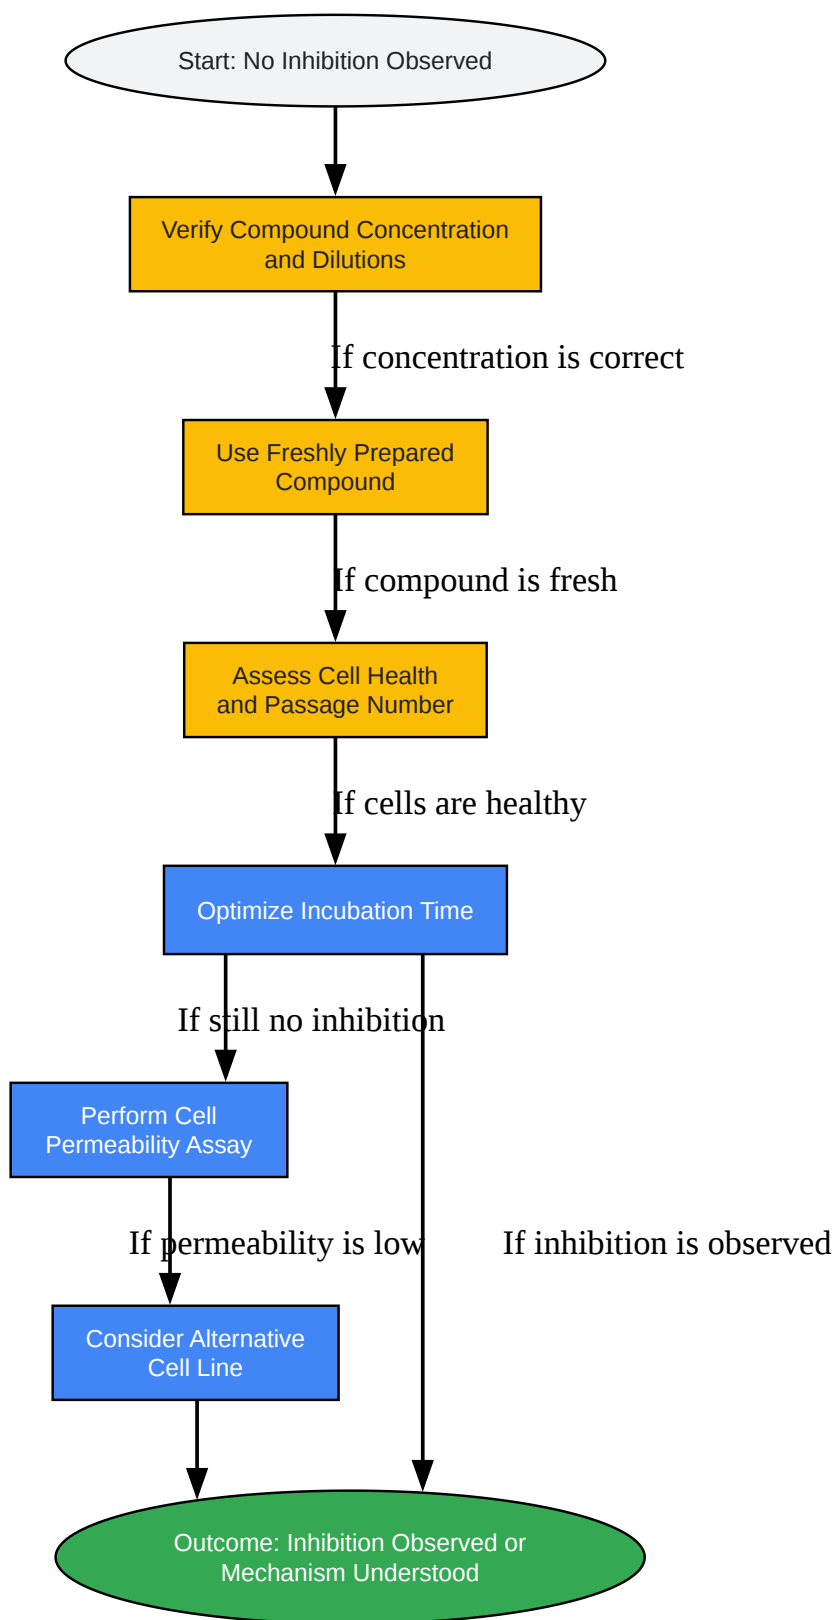 Start: No Inhibition Observed
Verify Compound Concentration
and Dilutions
If concentration is correct
Use Freshly Prepared
Compound
If compound is fresh
Assess Cell Health
and Passage Number
If cells are healthy
Optimize Incubation Time
If still no inhibition
Perform Cell
Permeability Assay
If permeability is low
If inhibition is observed
Consider Alternative
Cell Line
Outcome: Inhibition Observed or
Mechanism Understood